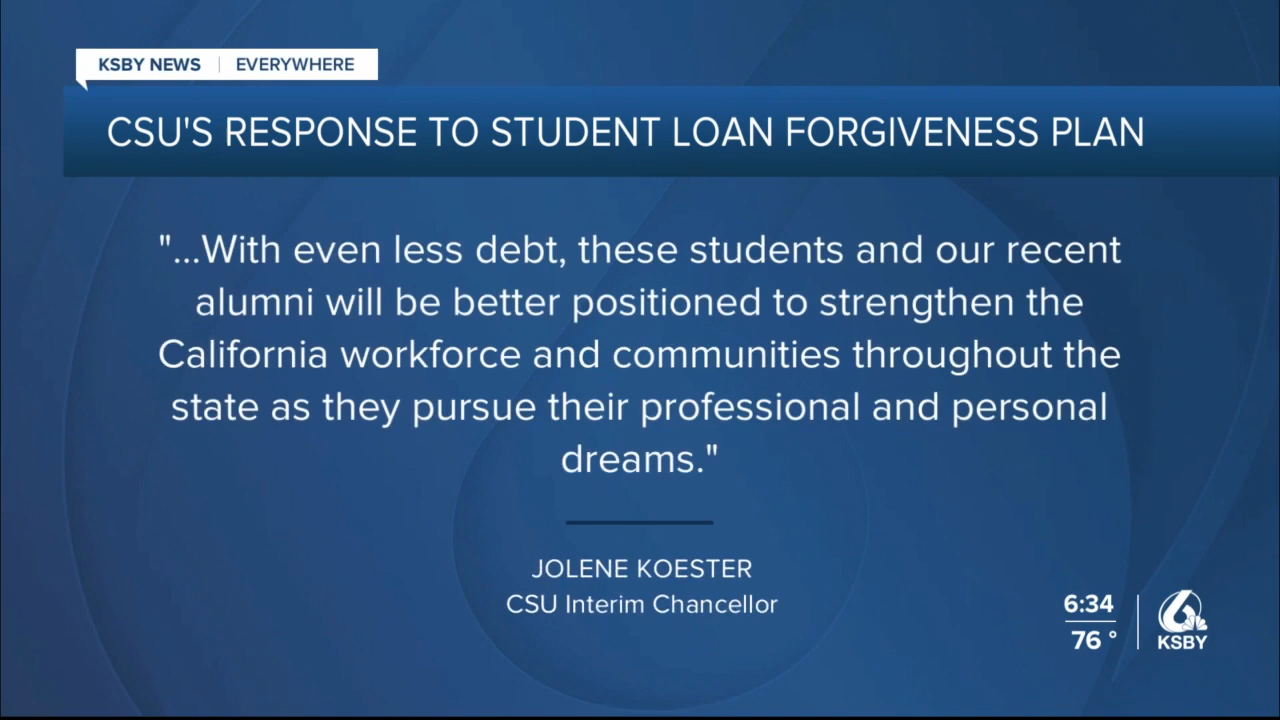 KSBY NEWS | EVERYWHERE
CSU'S RESPONSE TO STUDENT LOAN FORGIVENESS PLAN
"...With even less debt, these students and our recent
alumni will be better positioned to strengthen the
California workforce and communities throughout the
state as they pursue their professional and personal
dreams."
JOLENE KOESTER
CSU Interim Chancellor
6:34
76 °
6
KSBY